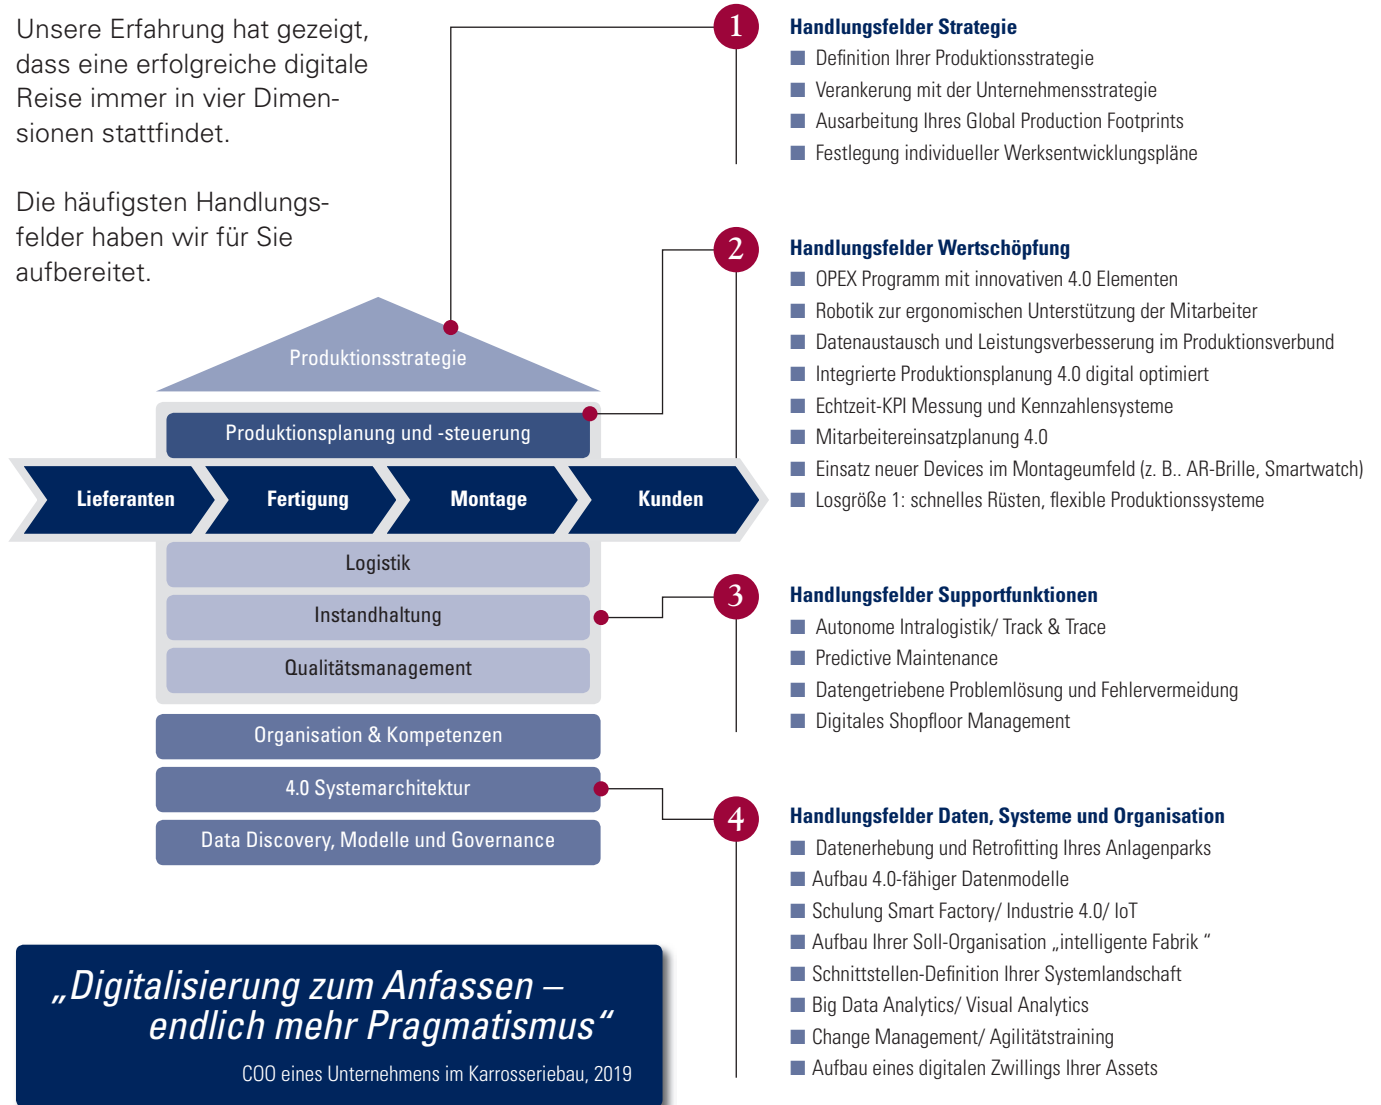 Unsere Erfahrung hat gezeigt,
dass eine erfolgreiche digitale
Reise immer in vier Dimen-
sionen stattfindet.
Die häufigsten Handlungs-
felder haben wir für Sie
aufbereitet.
Produktionsstrategie
Produktionsplanung und -steuerung
Lieferanten
Fertigung
Montage
Kunden
Logistik
Instandhaltung
Qualitätsmanagement
Organisation & Kompetenzen
4.0 Systemarchitektur
Data Discovery, Modelle und Governance
„Digitalisierung zum Anfassen –
endlich mehr Pragmatismus“
COO eines Unternehmens im Karrosseriebau, 2019
1
Handlungsfelder Strategie
Definition Ihrer Produktionsstrategie
Verankerung mit der Unternehmensstrategie
Ausarbeitung Ihres Global Production Footprints
Festlegung individueller Werksentwicklungspläne
2
Handlungsfelder Wertschöpfung
OPEX Programm mit innovativen 4.0 Elementen
Robotik zur ergonomischen Unterstützung der Mitarbeiter
Datenaustausch und Leistungsverbesserung im Produktionsverbund
Integrierte Produktionsplanung 4.0 digital optimiert
Echtzeit-KPI Messung und Kennzahlensysteme
Mitarbeitereinsatzplanung 4.0
Einsatz neuer Devices im Montageumfeld (z. B.. AR-Brille, Smartwatch)
Losgröße 1: schnelles Rüsten, flexible Produktionssysteme
3
Handlungsfelder Supportfunktionen
Autonome Intralogistik/ Track & Trace
Predictive Maintenance
Datengetriebene Problemlösung und Fehlervermeidung
Digitales Shopfloor Management
4
Handlungsfelder Daten, Systeme und Organisation
Datenerhebung und Retrofitting Ihres Anlagenparks
Aufbau 4.0-fähiger Datenmodelle
Schulung Smart Factory/ Industrie 4.0/ IoT
Aufbau Ihrer Soll-Organisation „intelligente Fabrik “
Schnittstellen-Definition Ihrer Systemlandschaft
Big Data Analytics/ Visual Analytics
Change Management/ Agilitätstraining
Aufbau eines digitalen Zwillings Ihrer Assets